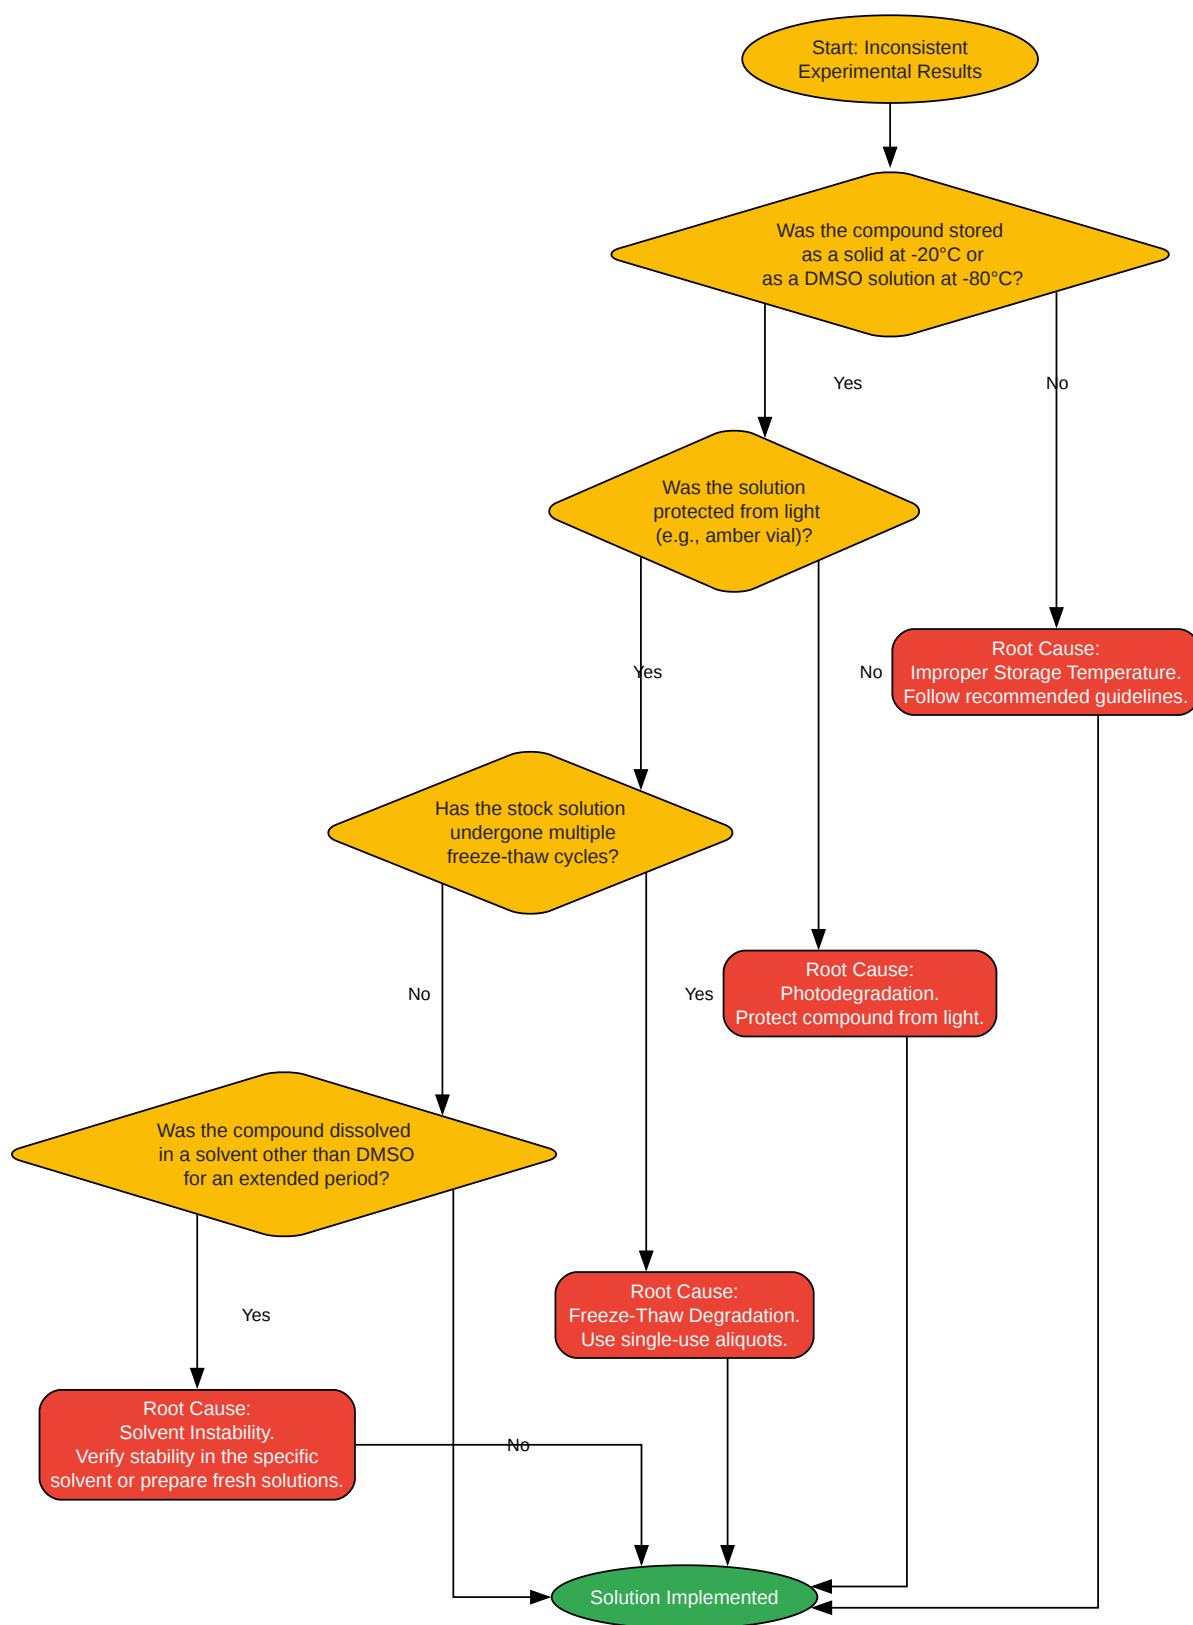 Start: Inconsistent
Experimental Results
Was the compound stored
as a solid at -20°C or
as a DMSO solution at -80°C?
Yes
No
Was the solution
protected from light
(e.g., amber vial)?
Yes
No
Root Cause:
Improper Storage Temperature.
Follow recommended guidelines.
Has the stock solution
undergone multiple
freeze-thaw cycles?
No
Yes
Root Cause:
Photodegradation.
Protect compound from light.
Was the compound dissolved
in a solvent other than DMSO
for an extended period?
Yes
Root Cause:
Freeze-Thaw Degradation.
Use single-use aliquots.
Root Cause:
Solvent Instability.
Verify stability in the specific
solvent or prepare fresh solutions.
No
Solution Implemented